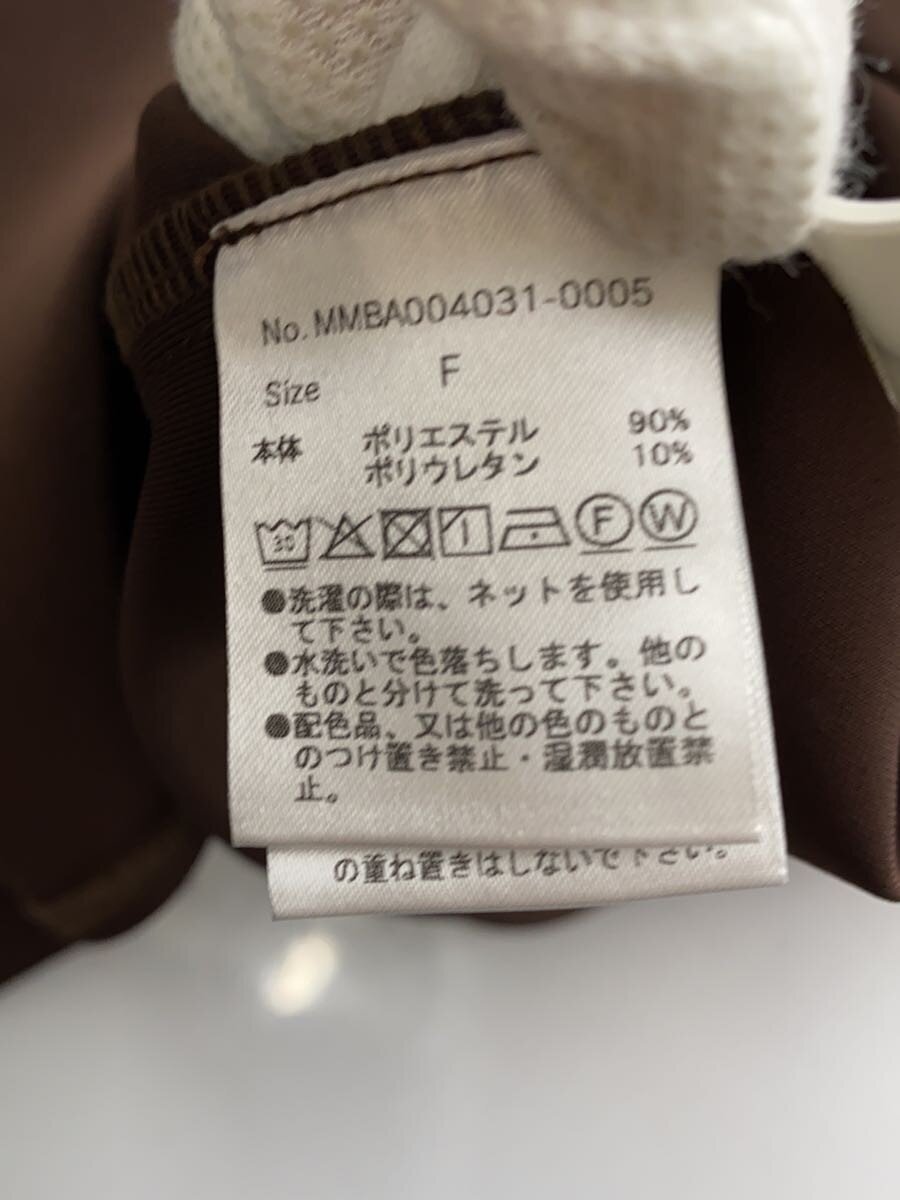 No.MMBA004031-0005
Size F
本体 ポリエステル 90%
ポリウレタン 10%
30 F W
●洗濯の際は、ネットを使用し
て下さい。
●水洗いで色落ちします。他の
ものと分けて洗って下さい。
●配色品、又は他の色のものと
のつけ置き禁止・湿潤放置禁
止。
の重ね置きはしないで下さい。